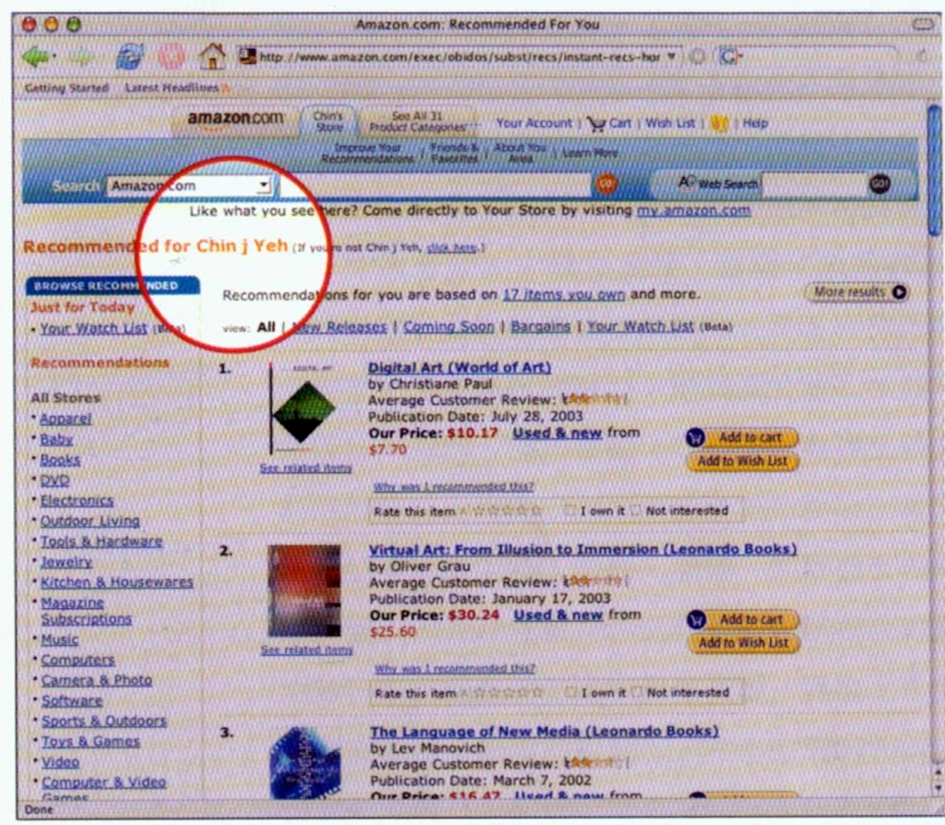 Amazon.com: Recommended For You
http://www.amazon.com/exec/obidos/subst/recs/instant-recs-hor
Getting Started Latest Headlines
amazon.com Chin's Store See All 31 Product Categories Your Account | Cart | Wish List | | Help
Improve Your Recommendations | Friends & Favorites | About You Area | Learn More
Search Amazon.com GO! A9 Web Search GO!
Like what you see here? Come directly to Your Store by visiting my.amazon.com
Recommended for Chin j Yeh (If you're not Chin j Yeh, click here.)
BROWSE RECOMMENDED
Just for Today
• Your Watch List (Beta)
Recommendations
All Stores
• Apparel
• Baby
• Books
• DVD
• Electronics
• Outdoor Living
• Tools & Hardware
• Jewelry
• Kitchen & Housewares
• Magazine
Subscriptions
• Music
• Computers
• Camera & Photo
• Software
• Sports & Outdoors
• Toys & Games
• Video
• Computer & Video
Games
Recommendations for you are based on 17 items you own and more. More results
view: All | New Releases | Coming Soon | Bargains | Your Watch List (Beta)
1. Digital Art (World of Art)
by Christiane Paul
Average Customer Review:
Publication Date: July 28, 2003
Our Price: $10.17 Used & new from
$7.70
Add to cart
Add to Wish List
See related items
Why was I recommended this?
Rate this item I own it Not interested
2. Virtual Art: From Illusion to Immersion (Leonardo Books)
by Oliver Grau
Average Customer Review:
Publication Date: January 17, 2003
Our Price: $30.24 Used & new from
$25.60
Add to cart
Add to Wish List
See related items
Why was I recommended this?
Rate this item I own it Not interested
3. The Language of New Media (Leonardo Books)
by Lev Manovich
Average Customer Review:
Publication Date: March 7, 2002
Our Price: $16.47 Used & new from
Done